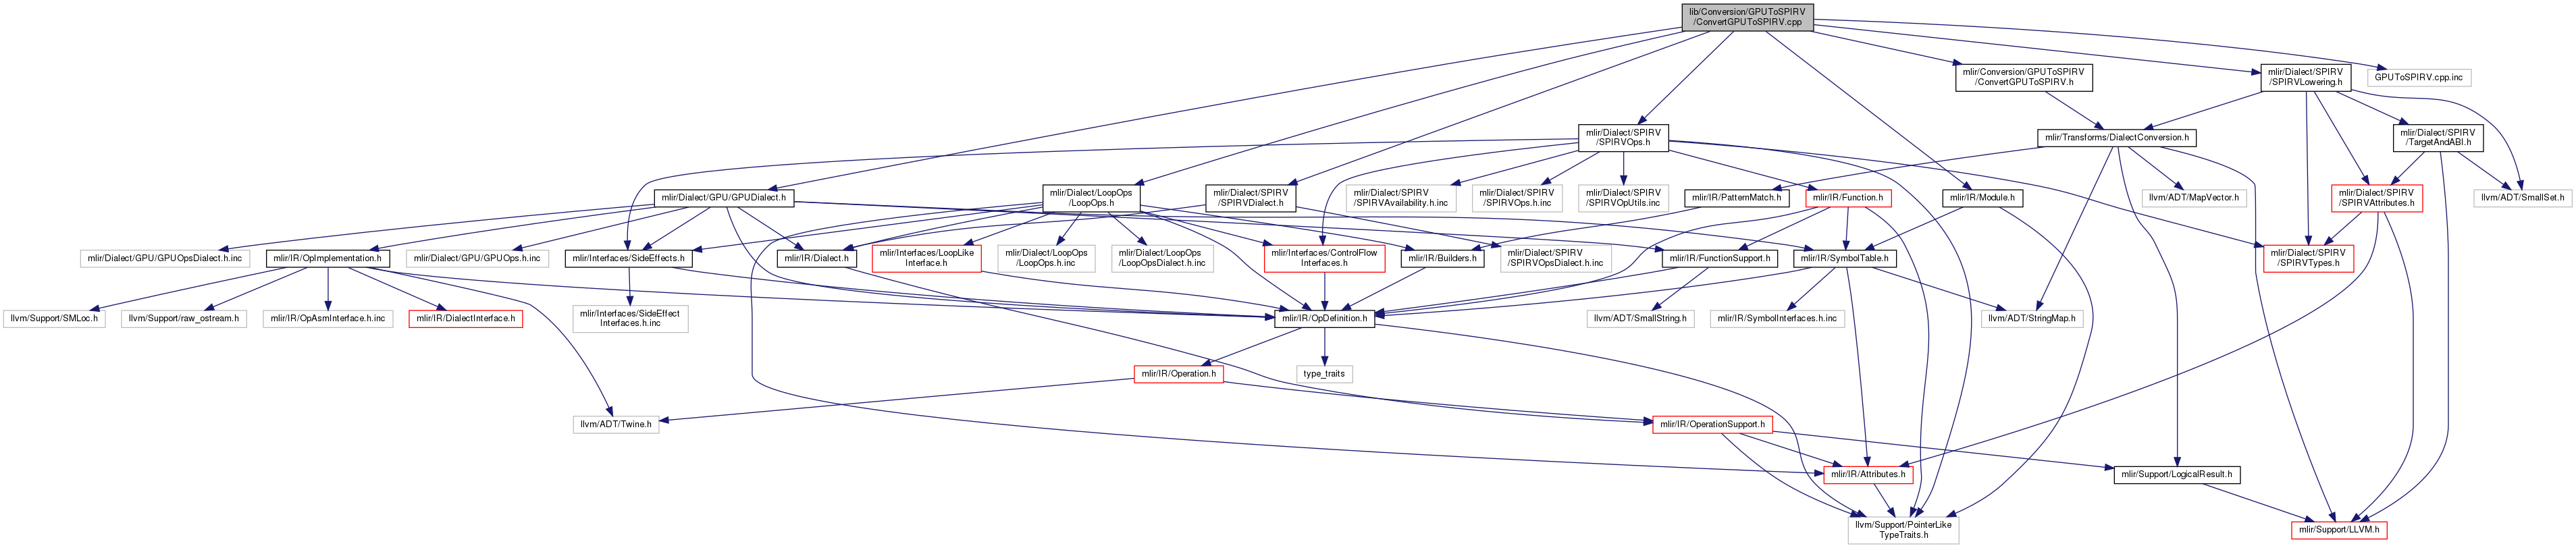 lib/Conversion/GPUToSPIRV
/ConvertGPUToSPIRV.cpp
mlir/Conversion/GPUToSPIRV
/ConvertGPUToSPIRV.h
mlir/Dialect/SPIRV
/SPIRVLowering.h
GPUToSPIRV.cpp.inc
mlir/Dialect/SPIRV
/SPIRVOps.h
mlir/Transforms/DialectConversion.h
mlir/Dialect/SPIRV
/TargetAndABI.h
mlir/Dialect/GPU/GPUDialect.h
mlir/Dialect/LoopOps
/LoopOps.h
mlir/Dialect/SPIRV
/SPIRVDialect.h
mlir/Dialect/SPIRV
/SPIRVAvailability.h.inc
mlir/Dialect/SPIRV
/SPIRVOps.h.inc
mlir/Dialect/SPIRV
/SPIRVOpUtils.inc
mlir/IR/Function.h
mlir/IR/PatternMatch.h
mlir/IR/Module.h
llvm/ADT/MapVector.h
mlir/Dialect/SPIRV
/SPIRVAttributes.h
llvm/ADT/SmallSet.h
mlir/Dialect/GPU/GPUOpsDialect.h.inc
mlir/IR/OpImplementation.h
mlir/Dialect/GPU/GPUOps.h.inc
mlir/Interfaces/SideEffects.h
mlir/IR/Dialect.h
mlir/Interfaces/LoopLike
Interface.h
mlir/Dialect/LoopOps
/LoopOps.h.inc
mlir/Dialect/LoopOps
/LoopOpsDialect.h.inc
mlir/Interfaces/ControlFlow
Interfaces.h
mlir/IR/Builders.h
mlir/Dialect/SPIRV
/SPIRVOpsDialect.h.inc
mlir/IR/FunctionSupport.h
mlir/IR/SymbolTable.h
mlir/Dialect/SPIRV
/SPIRVTypes.h
llvm/Support/SMLoc.h
llvm/Support/raw_ostream.h
mlir/IR/OpAsmInterface.h.inc
mlir/IR/DialectInterface.h
mlir/Interfaces/SideEffect
Interfaces.h.inc
mlir/IR/OpDefinition.h
llvm/ADT/SmallString.h
mlir/IR/SymbolInterfaces.h.inc
llvm/ADT/StringMap.h
mlir/IR/Operation.h
type_traits
llvm/ADT/Twine.h
mlir/IR/OperationSupport.h
mlir/IR/Attributes.h
mlir/Support/LogicalResult.h
llvm/Support/PointerLike
TypeTraits.h
mlir/Support/LLVM.h